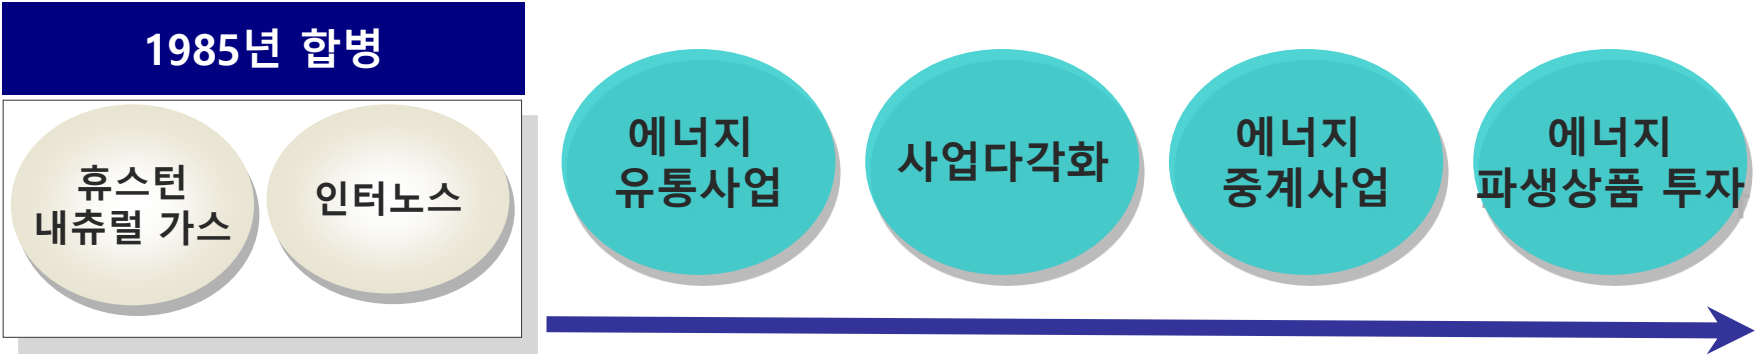 1985년 합병
휴스턴
내츄럴 가스
인터노스
에너지
유통사업
사업다각화
에너지
중계사업
에너지
파생상품 투자